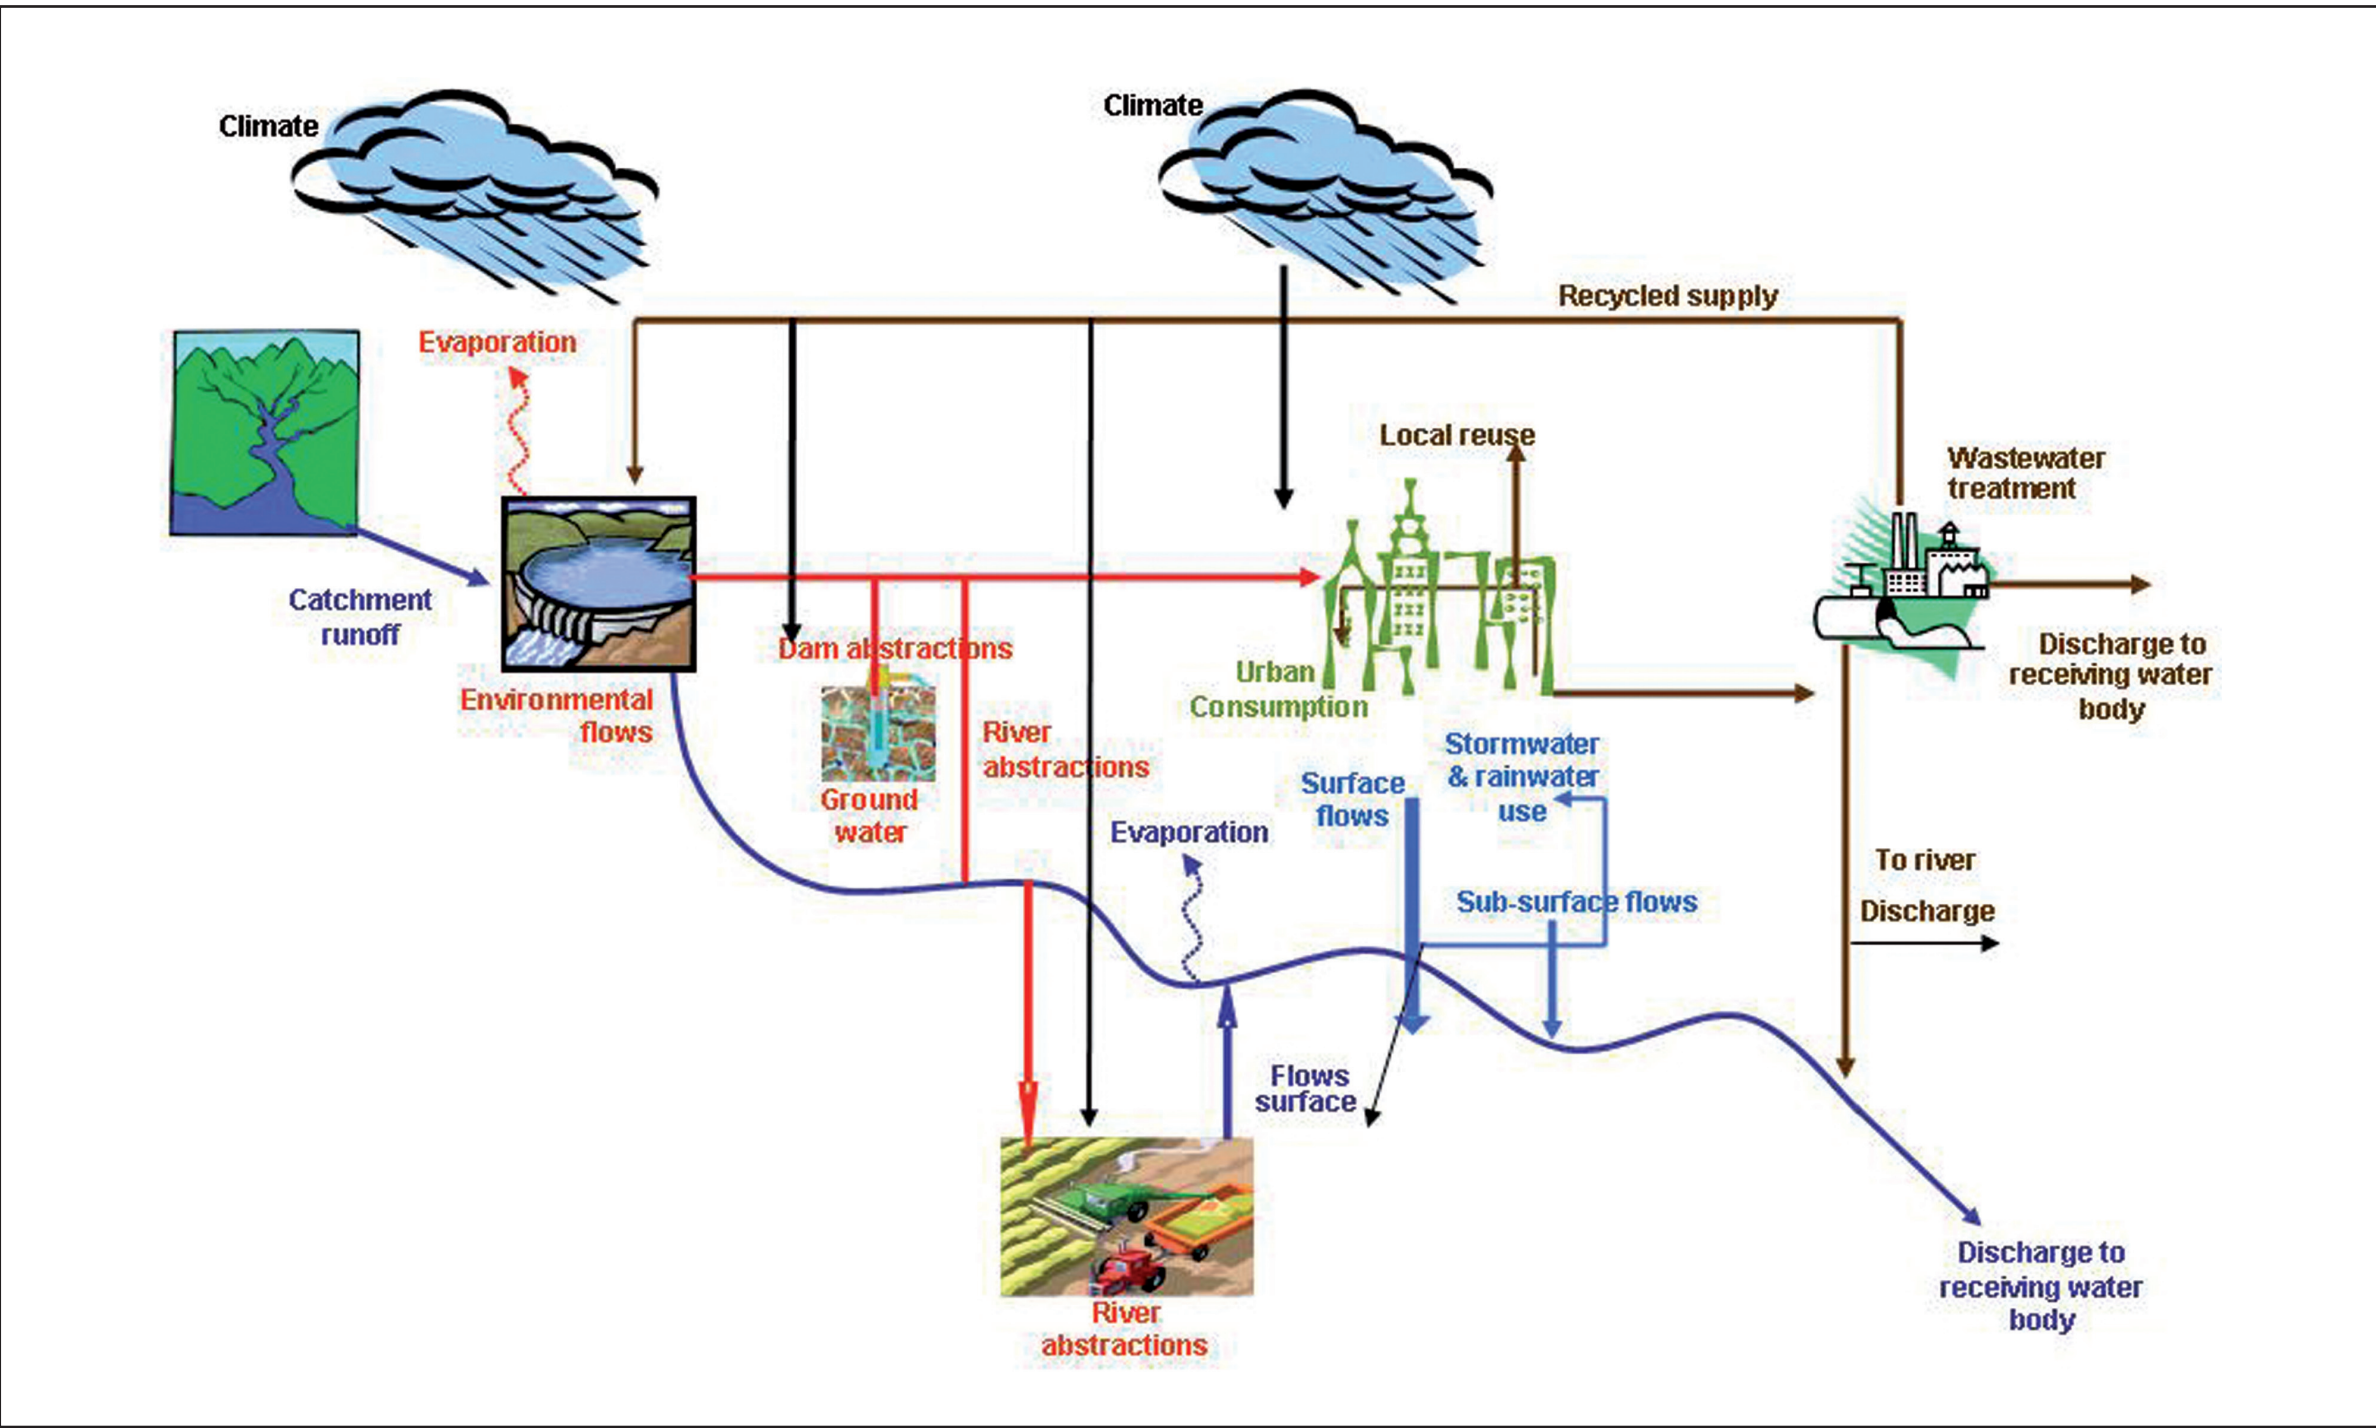 Climate
Climate
Recycled supply
Evaporation
Local reuse
Wastewater
treatment
Catchment
runoff
Dam abstractions
Environmental
flows
Urban
Consumption
Discharge to
receiving water
body
River
abstractions
Ground
water
Evaporation
Surface
flows
Stormwater
& rainwater
use
Sub-surface flows
To river
Discharge
Flows
surface
River
abstractions
Discharge to
receiving water
body